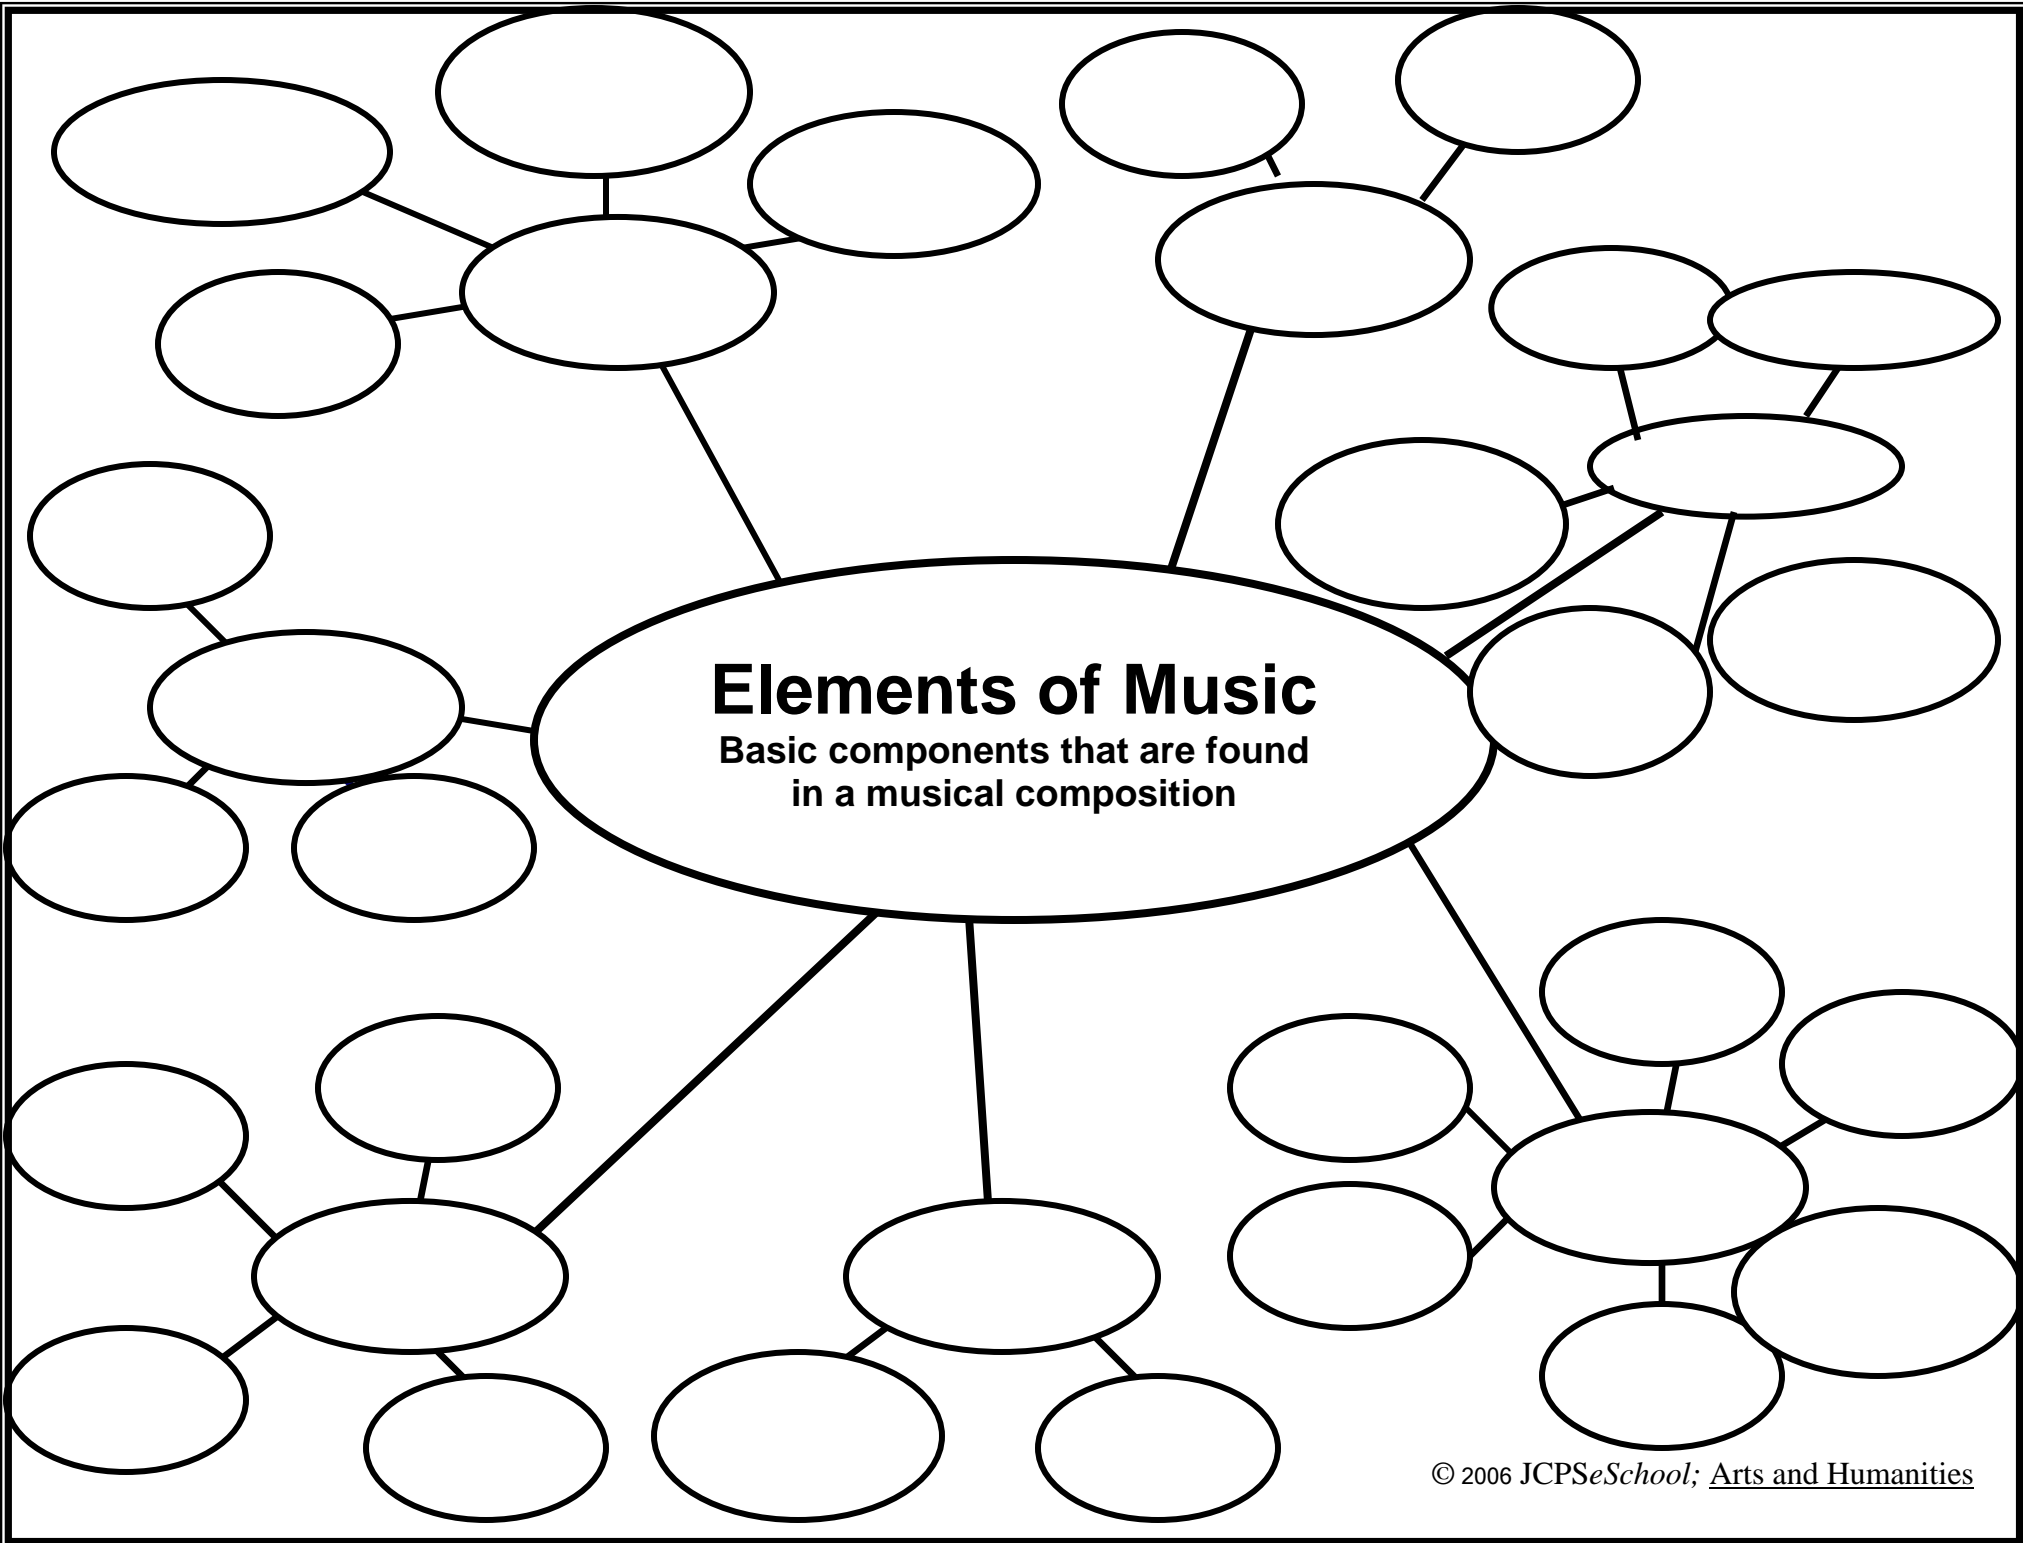 Elements of Music
Basic components that are found
in a musical composition
© 2006 JCPSeSchool; Arts and Humanities